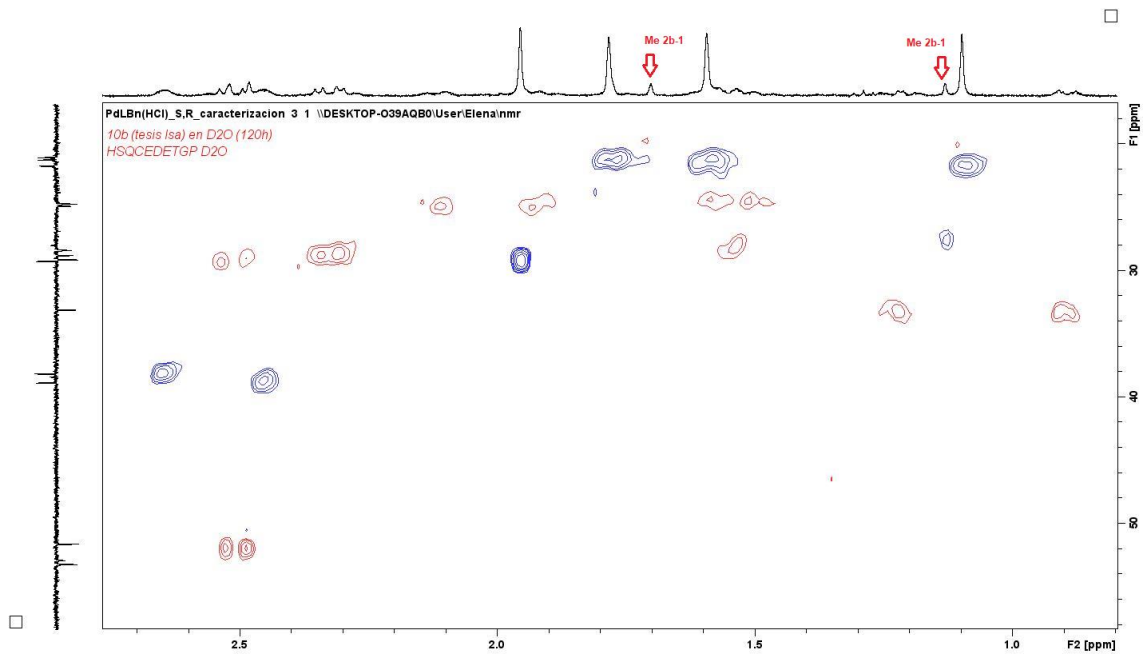 Me 2b-1
Me 2b-1
PdLBn(HCl)_S,R_caracterizacion 3 1 \\DESKTOP-O39AQB0\User\Elena\nmr
10b (tesis Isa) en D2O (120h)
HSQCEDETGP D2O
F1 [ppm]
30
40
50
2.5
2.0
1.5
1.0
F2 [ppm]